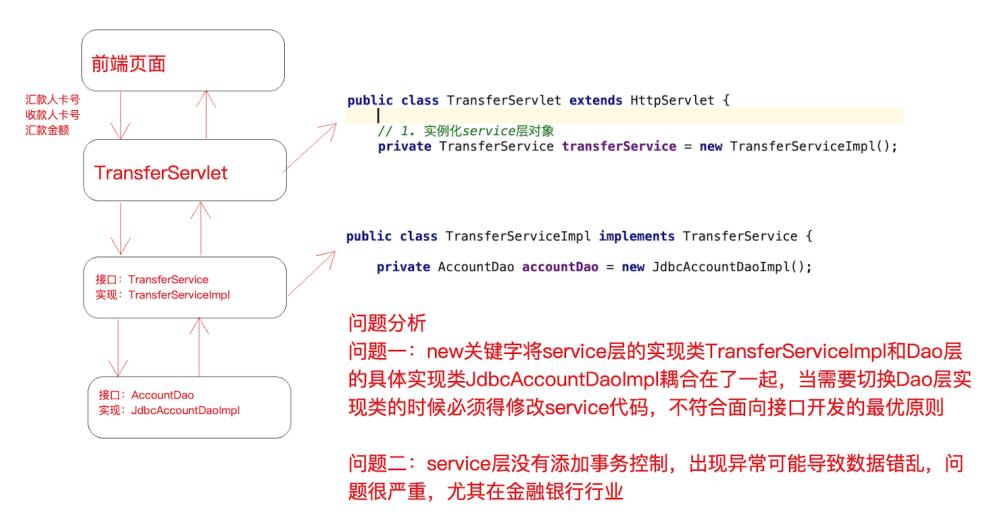 前端页面
汇款人卡号
收款人卡号
汇款金额
TransferServlet
接口：TransferService
实现：TransferServiceImpl
接口：AccountDao
实现：JdbcAccountDaoImpl
public class TransferServlet extends HttpServlet {
// 1. 实例化service层对象
private TransferService transferService = new TransferServiceImpl();
public class TransferServiceImpl implements TransferService {
private AccountDao accountDao = new JdbcAccountDaoImpl();
问题分析
问题一：new关键字将service层的实现类TransferServiceImpl和Dao层
的具体实现类JdbcAccountDaoImpl耦合在了一起，当需要切换Dao层实
现类的时候必须得修改service代码，不符合面向接口开发的最优原则
问题二：service层没有添加事务控制，出现异常可能导致数据错乱，问
题很严重，尤其在金融银行行业